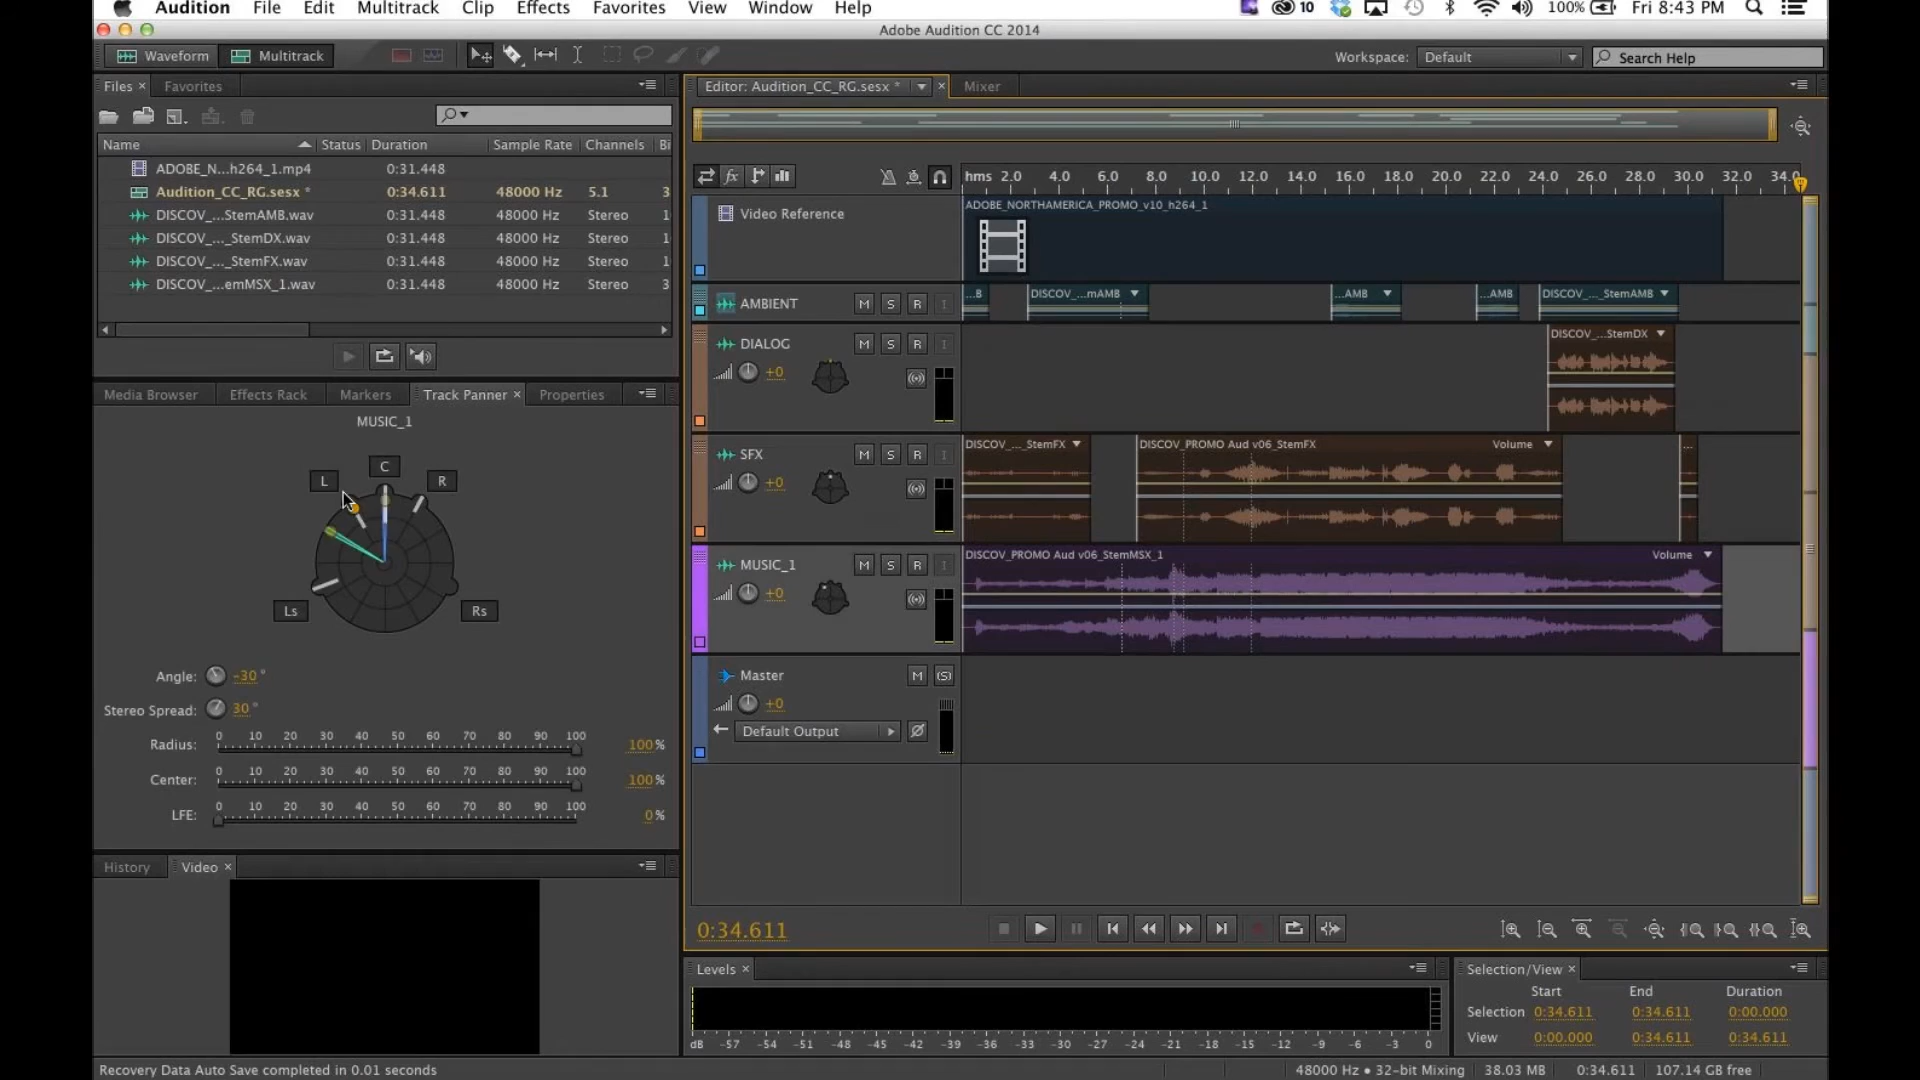 Audition File Edit Multitrack Clip Effects Favorites View Window Help 10 100% Fri 8:43 PM
Adobe Audition CC 2014
Waveform Multitrack Workspace: Default Search Help
Files × Favorites
Name Status Duration Sample Rate Channels Bi
ADOBE_N...h264_1.mp4 0:31.448
Audition_CC_RG.sesx * 0:34.611 48000 Hz 5.1 3
DISCOV_...StemAMB.wav 0:31.448 48000 Hz Stereo 1
DISCOV_..._StemDX.wav 0:31.448 48000 Hz Stereo 1
DISCOV_..._StemFX.wav 0:31.448 48000 Hz Stereo 1
DISCOV_...emMSX_1.wav 0:31.448 48000 Hz Stereo 3
Media Browser Effects Rack Markers Track Panner × Properties
MUSIC_1
C
L R
Ls Rs
Angle: -30 °
Stereo Spread: 30 °
0 10 20 30 40 50 60 70 80 90 100
Radius: 100 %
0 10 20 30 40 50 60 70 80 90 100
Center: 100 %
0 10 20 30 40 50 60 70 80 90 100
LFE: 0 %
History Video ×
Editor: Audition_CC_RG.sesx * × Mixer
fx hms 2.0 4.0 6.0 8.0 10.0 12.0 14.0 16.0 18.0 20.0 22.0 24.0 26.0 28.0 30.0 32.0 34.0
Video Reference ADOBE_NORTHAMERICA_PROMO_v10_h264_1
AMBIENT M S R I ...B DISCOV_...mAMB ...AMB ...AMB DISCOV_..._StemAMB
DIALOG M S R I DISCOV_...StemDX
+0
SFX M S R I DISCOV_..._StemFX DISCOV_PROMO Aud v06_StemFX Volume ...
+0
MUSIC_1 M S R I DISCOV_PROMO Aud v06_StemMSX_1 Volume
+0
Master M (S)
+0
Default Output
0:34.611
Levels ×
dB -57 -54 -51 -48 -45 -42 -39 -36 -33 -30 -27 -24 -21 -18 -15 -12 -9 -6 -3 0
Selection/View ×
Start End Duration
Selection 0:34.611 0:34.611 0:00.000
View 0:00.000 0:34.611 0:34.611
Recovery Data Auto Save completed in 0.01 seconds 48000 Hz • 32-bit Mixing 38.03 MB 0:34.611 107.14 GB free